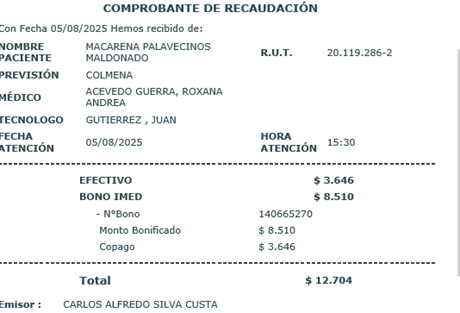 COMPROBANTE DE RECAUDACIÓN
Con Fecha 05/08/2025 Hemos recibido de:
NOMBRE PACIENTE MACARENA PALAVECINOS MALDONADO R.U.T. 20.119.286-2
PREVISIÓN COLMENA
MÉDICO ACEVEDO GUERRA, ROXANA ANDREA
TECNOLOGO GUTIERREZ , JUAN
FECHA ATENCIÓN 05/08/2025 HORA ATENCIÓN 15:30
EFECTIVO $ 3.646
BONO IMED $ 8.510
- N°Bono 140665270
Monto Bonificado $ 8.510
Copago $ 3.646
Total $ 12.704
Emisor : CARLOS ALFREDO SILVA CUSTA